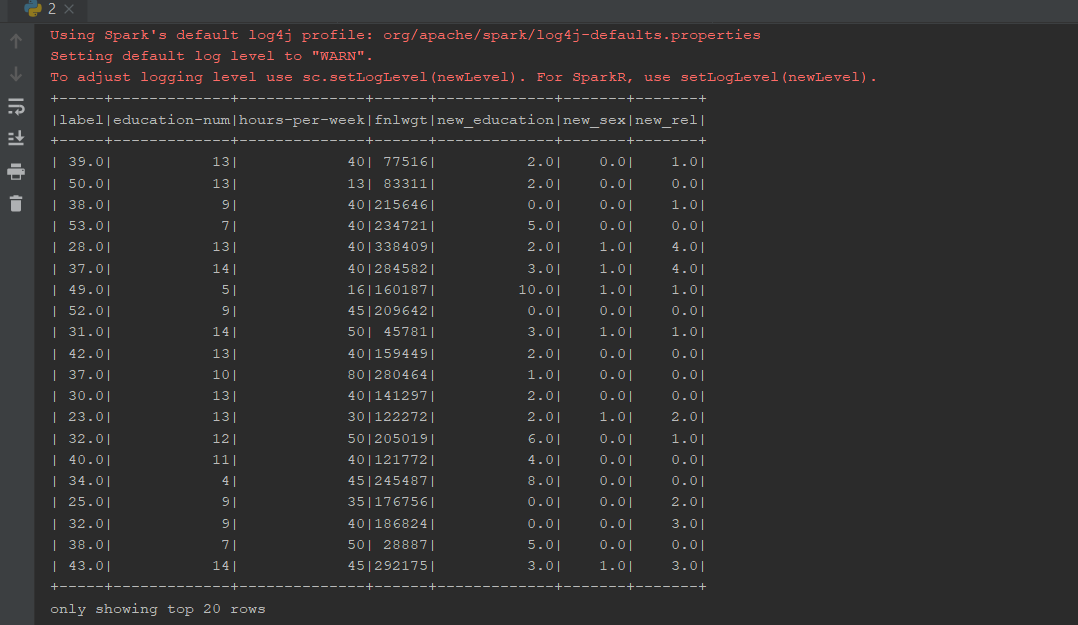 2
Using Spark's default log4j profile: org/apache/spark/log4j-defaults.properties
Setting default log level to "WARN".
To adjust logging level use sc.setLogLevel(newLevel). For SparkR, use setLogLevel(newLevel).
+-----+-------------+--------------+------+-------------+-------+-------+
|label|education-num|hours-per-week|fnlwgt|new_education|new_sex|new_rel|
+-----+-------------+--------------+------+-------------+-------+-------+
| 39.0|           13|            40| 77516|          2.0|    0.0|    1.0|
| 50.0|           13|            13| 83311|          2.0|    0.0|    0.0|
| 38.0|            9|            40|215646|          0.0|    0.0|    1.0|
| 53.0|            7|            40|234721|          5.0|    0.0|    0.0|
| 28.0|           13|            40|338409|          2.0|    1.0|    4.0|
| 37.0|           14|            40|284582|          3.0|    1.0|    4.0|
| 49.0|            5|            16|160187|         10.0|    1.0|    1.0|
| 52.0|            9|            45|209642|          0.0|    0.0|    0.0|
| 31.0|           14|            50| 45781|          3.0|    1.0|    1.0|
| 42.0|           13|            40|159449|          2.0|    0.0|    0.0|
| 37.0|           10|            80|280464|          1.0|    0.0|    0.0|
| 30.0|           13|            40|141297|          2.0|    0.0|    0.0|
| 23.0|           13|            30|122272|          2.0|    1.0|    2.0|
| 32.0|           12|            50|205019|          6.0|    0.0|    1.0|
| 40.0|           11|            40|121772|          4.0|    0.0|    0.0|
| 34.0|            4|            45|245487|          8.0|    0.0|    0.0|
| 25.0|            9|            35|176756|          0.0|    0.0|    2.0|
| 32.0|            9|            40|186824|          0.0|    0.0|    3.0|
| 38.0|            7|            50| 28887|          5.0|    0.0|    0.0|
| 43.0|           14|            45|292175|          3.0|    1.0|    3.0|
+-----+-------------+--------------+------+-------------+-------+-------+
only showing top 20 rows